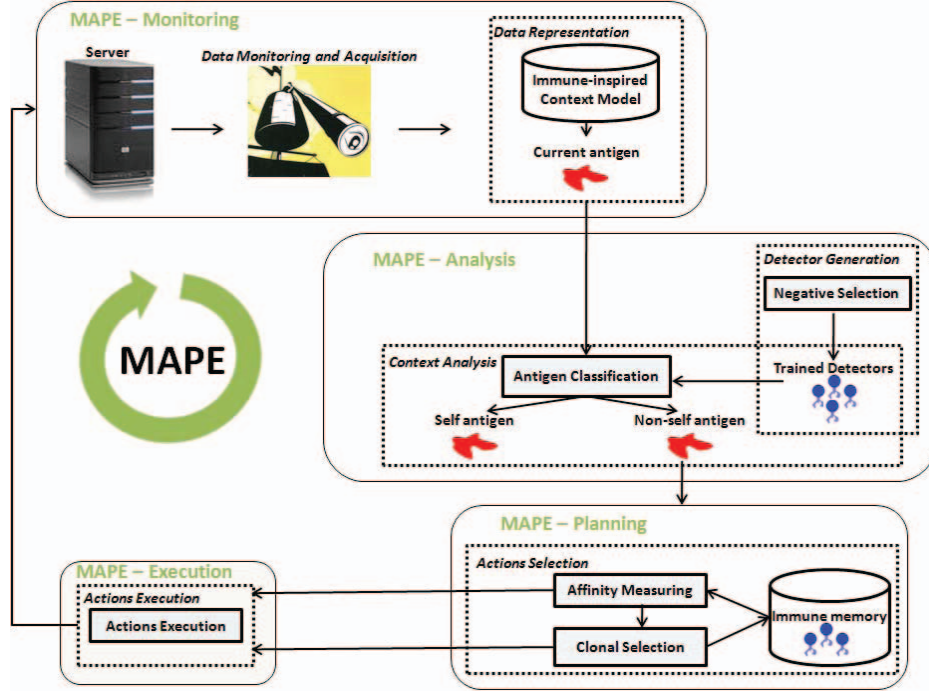 MAPE – Monitoring
Server
Data Monitoring and Acquisition
Data Representation
Immune-inspired
Context Model
Current antigen
MAPE – Analysis
Detector Generation
Negative Selection
MAPE
Context Analysis
Antigen Classification
Trained Detectors
Self antigen
Non-self antigen
MAPE – Planning
Actions Selection
Affinity Measuring
Immune memory
Clonal Selection
MAPE – Execution
Actions Execution
Actions Execution